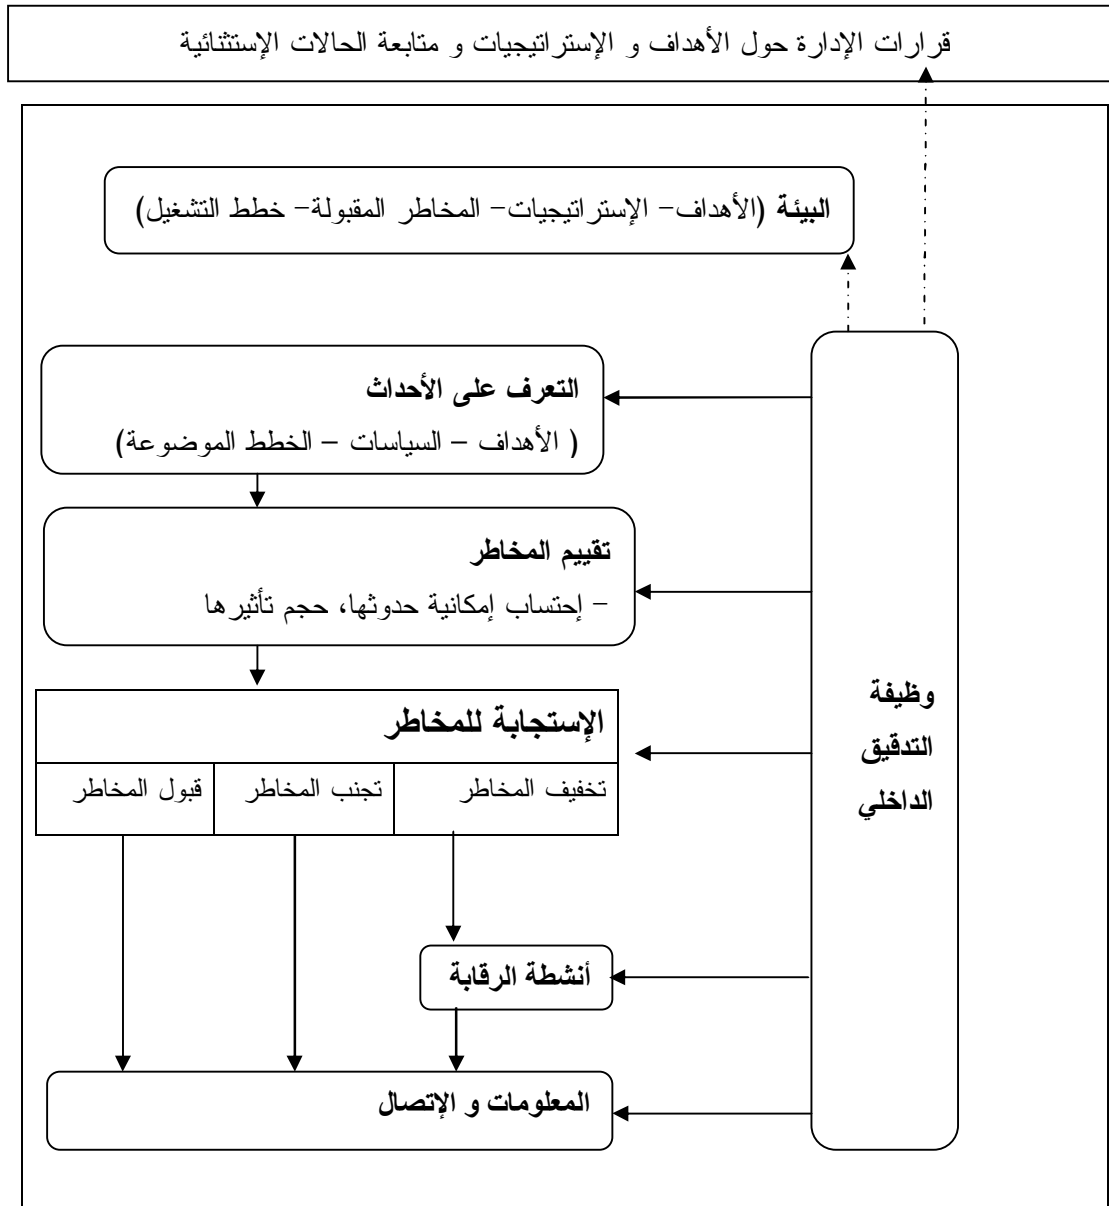 قرارات الإدارة حول الأهداف و الإستراتيجيات و متابعة الحالات الإستثنائية
البيئة (الأهداف- الإستراتيجيات- المخاطر المقبولة- خطط التشغيل)
التعرف على الأحداث
( الأهداف – السياسات – الخطط الموضوعة)
تقييم المخاطر
- إحتساب إمكانية حدوثها، حجم تأثيرها
الإستجابة للمخاطر
تخفيف المخاطر
تجنب المخاطر
قبول المخاطر
وظيفة
التدقيق
الداخلي
أنشطة الرقابة
المعلومات و الإتصال